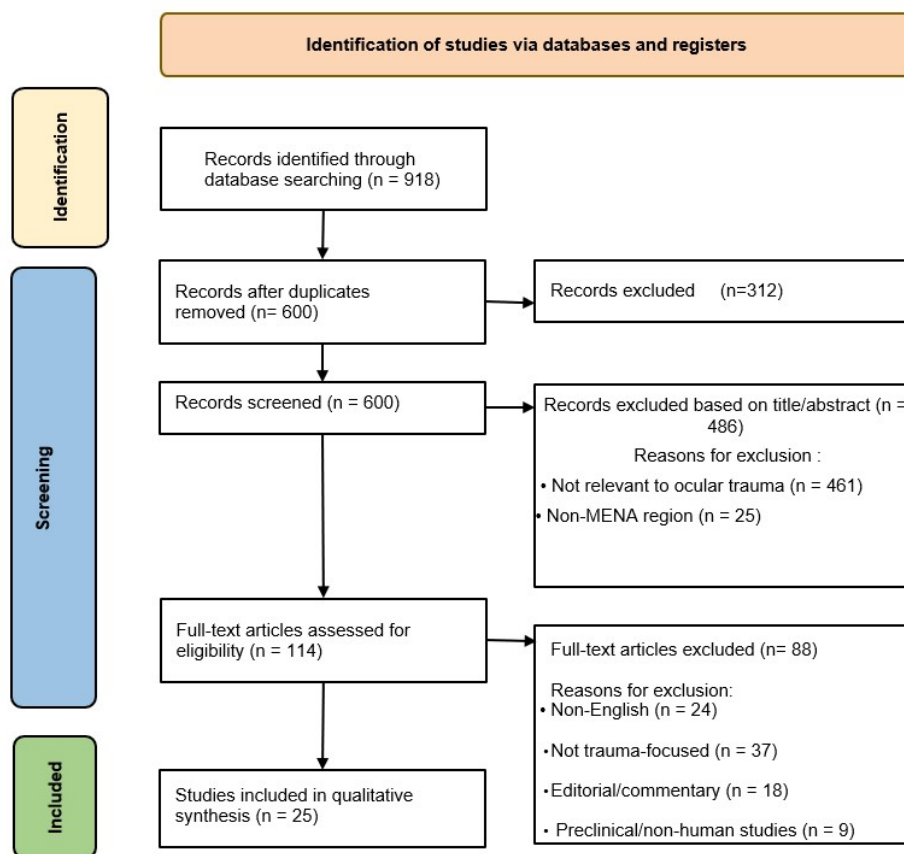 Identification of studies via databases and registers
Identification
Records identified through
database searching (n = 918)
Records after duplicates
removed (n= 600)
Records excluded (n=312)
Screening
Records screened (n = 600)
Records excluded based on title/abstract (n =
486)
Reasons for exclusion :
• Not relevant to ocular trauma (n = 461)
• Non-MENA region (n = 25)
Full-text articles assessed for
eligibility (n = 114)
Full-text articles excluded (n= 88)
Reasons for exclusion:
• Non-English (n = 24)
• Not trauma-focused (n = 37)
• Editorial/commentary (n = 18)
• Preclinical/non-human studies (n = 9)
Included
Studies included in qualitative
synthesis (n = 25)